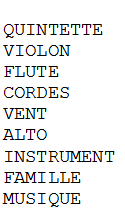 QUINTETTE
VIOLON
FLUTE
CORDES
VENT
ALTO
INSTRUMENT
FAMILLE
MUSIQUE